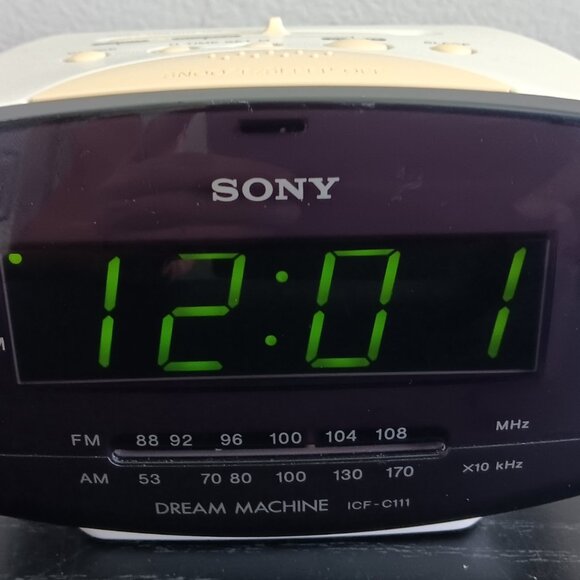 SONY
12:01
FM 88 92 96 100 104 108 MHz
AM 53 70 80 100 130 170 X10 kHz
DREAM MACHINE ICF-C111